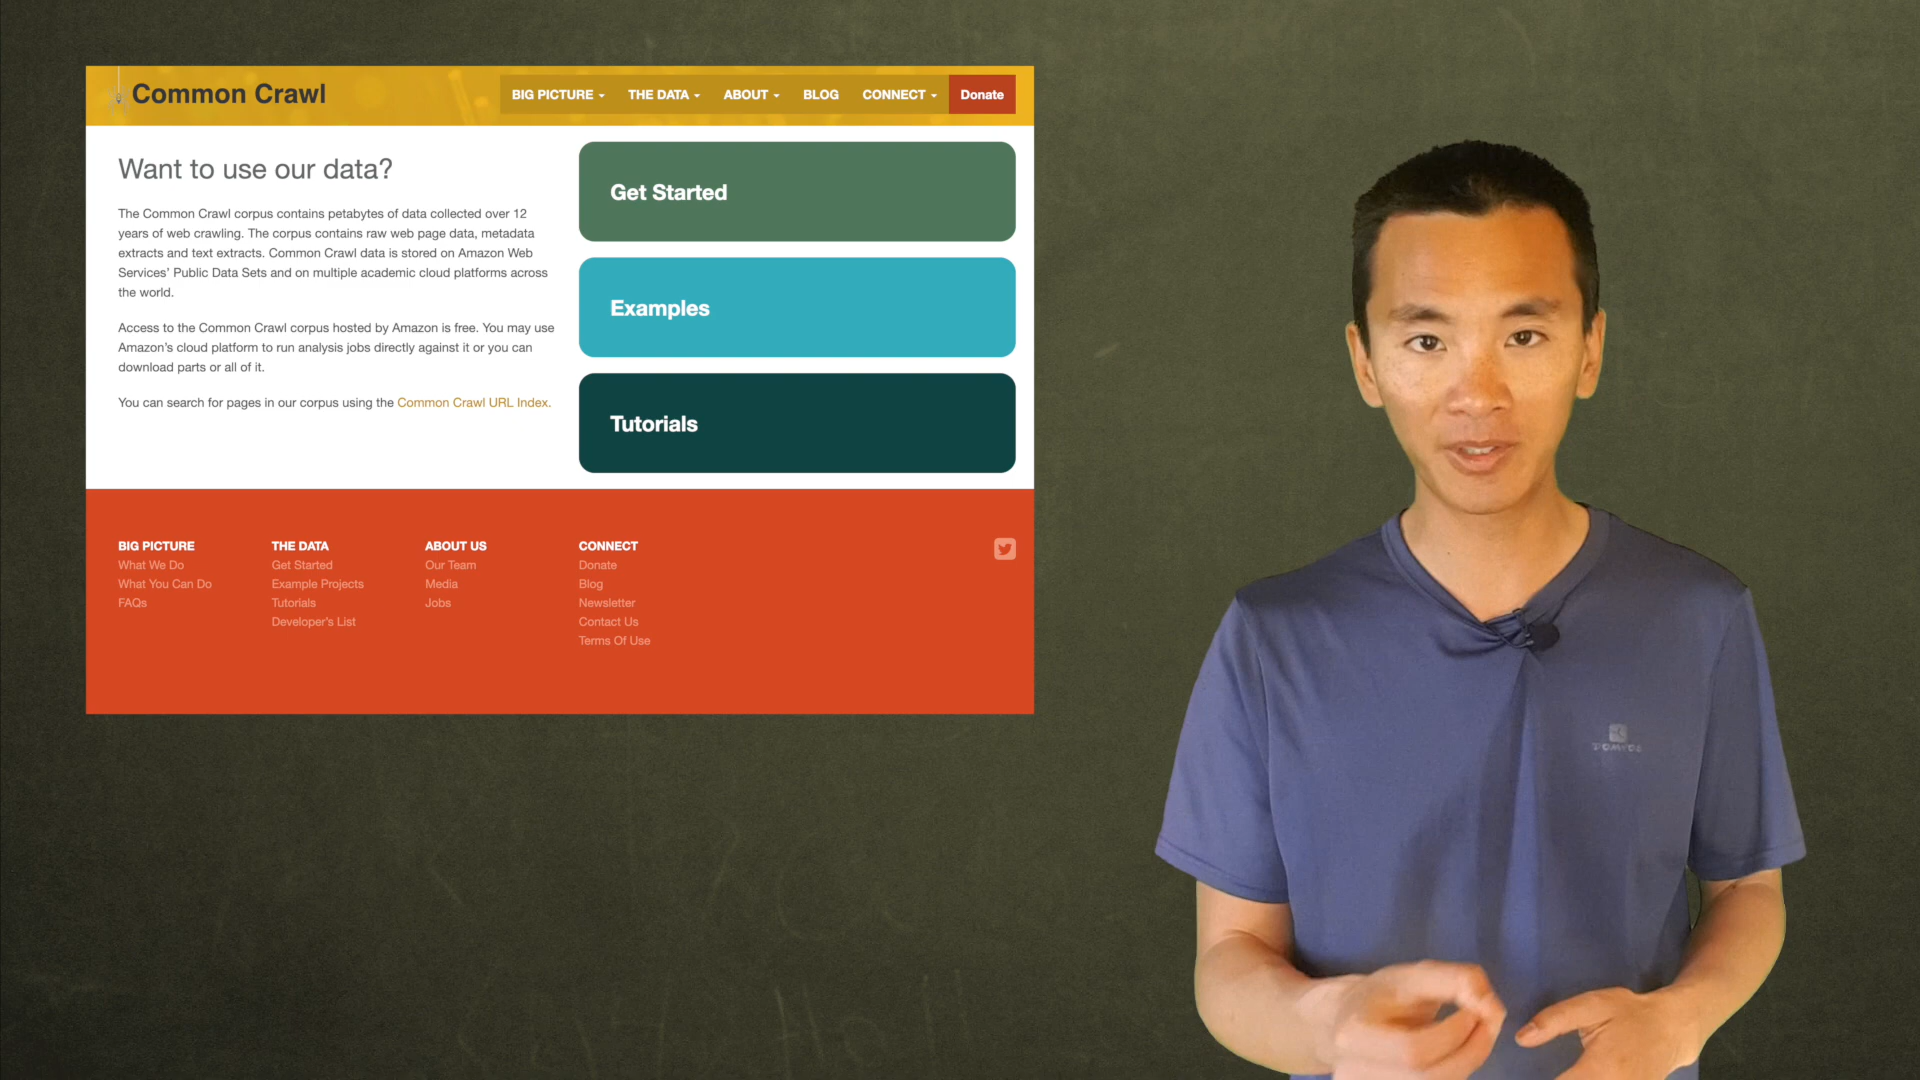 Common Crawl
BIG PICTURE
THE DATA
ABOUT
BLOG
CONNECT
Donate
Want to use our data?
The Common Crawl corpus contains petabytes of data collected over 12
years of web crawling. The corpus contains raw web page data, metadata
extracts and text extracts. Common Crawl data is stored on Amazon Web
Services' Public Data Sets and on multiple academic cloud platforms across
the world.
Access to the Common Crawl corpus hosted by Amazon is free. You may use
Amazon's cloud platform to run analysis jobs directly against it or you can
download parts or all of it.
You can search for pages in our corpus using the Common Crawl URL Index.
Get Started
Examples
Tutorials
BIG PICTURE
What We Do
What You Can Do
FAQs
THE DATA
Get Started
Example Projects
Tutorials
Developer's List
ABOUT US
Our Team
Media
Jobs
CONNECT
Donate
Blog
Newsletter
Contact Us
Terms Of Use
DOMYOS